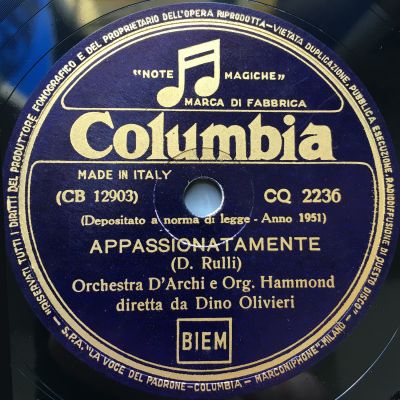 "RISERVATI TUTTI I DIRITTI DEL PRODUTTORE FONOGRAFICO E DEL PROPRIETARIO DELL'OPERA RIPRODOTTA-VIETATA DUPLICAZIONE, PUBBLICA ESECUZIONE, RADIODIFFUSIONE DI QUESTO DISCO"
"NOTE MAGICHE"
MARCA DI FABBRICA
Columbia
MADE IN ITALY
(CB 12903) CQ 2236
(Depositato a norma di legge - Anno 1951)
APPASSIONATAMENTE
(D. Rulli)
Orchestra D'Archi e Org. Hammond
diretta da Dino Olivieri
BIEM
- S.P.A. "LA VOCE DEL PADRONE-COLUMBIA - MARCONIPHONE" - MILANO -